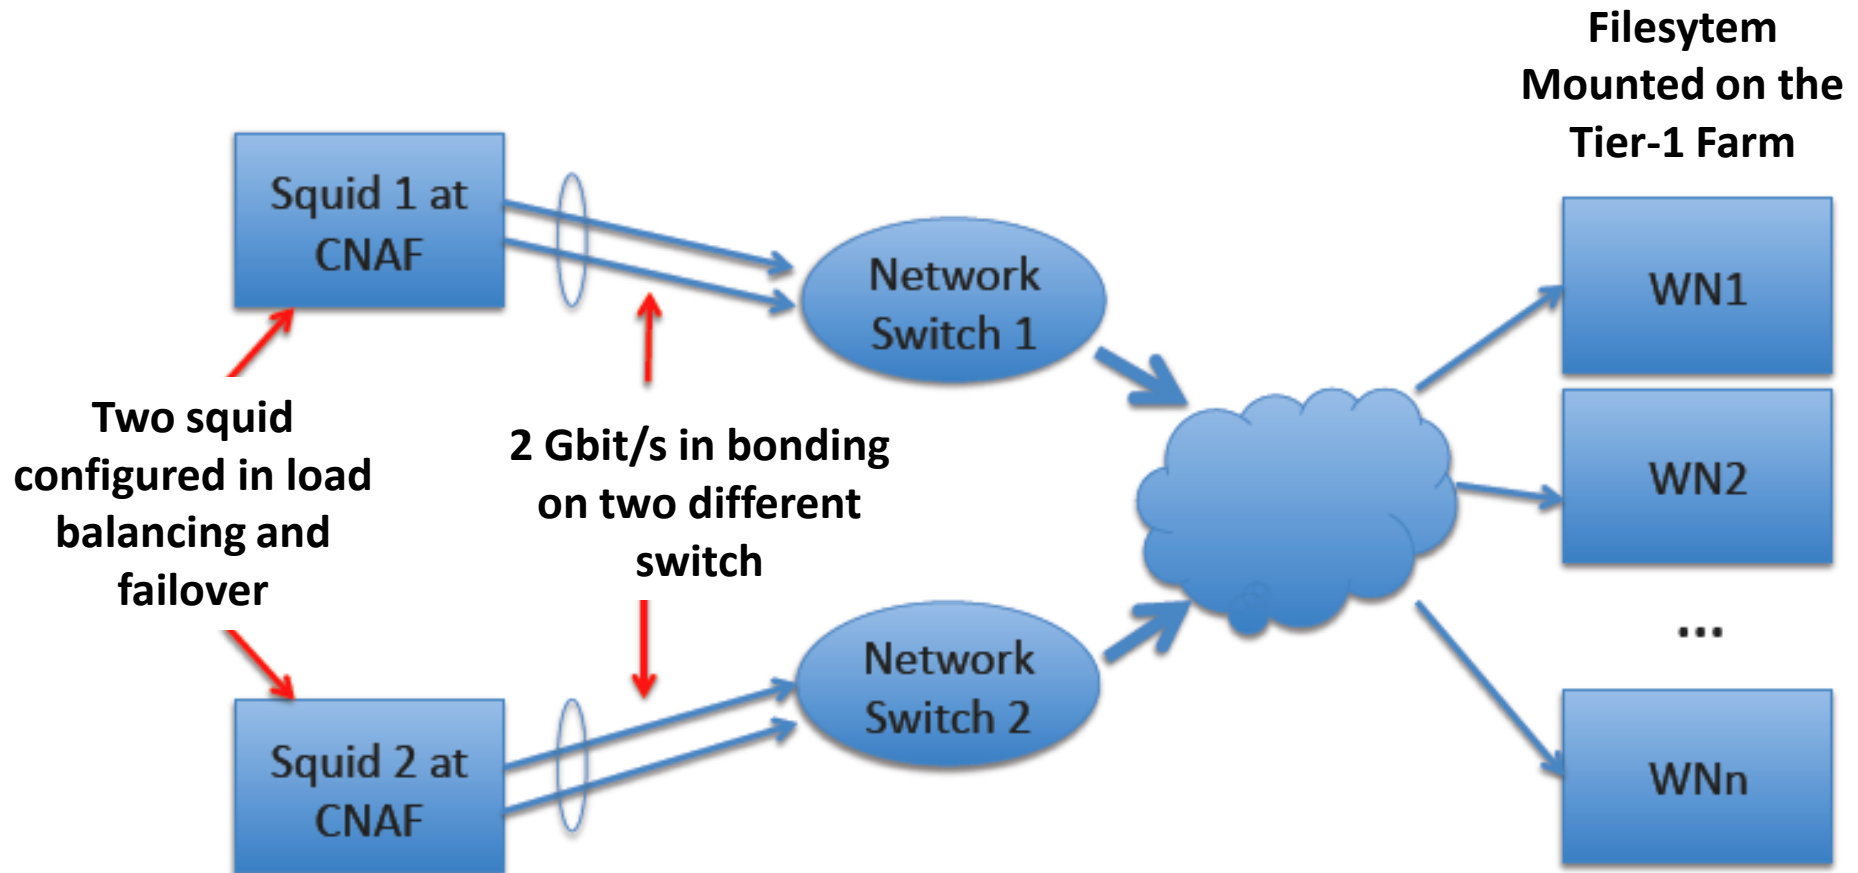 Filesytem
Mounted on the
Tier-1 Farm
Squid 1 at
CNAF
Network
Switch 1
WN1
Two squid
configured in load
balancing and
failover
2 Gbit/s in bonding
on two different
switch
WN2
...
Network
Switch 2
Squid 2 at
CNAF
WNn